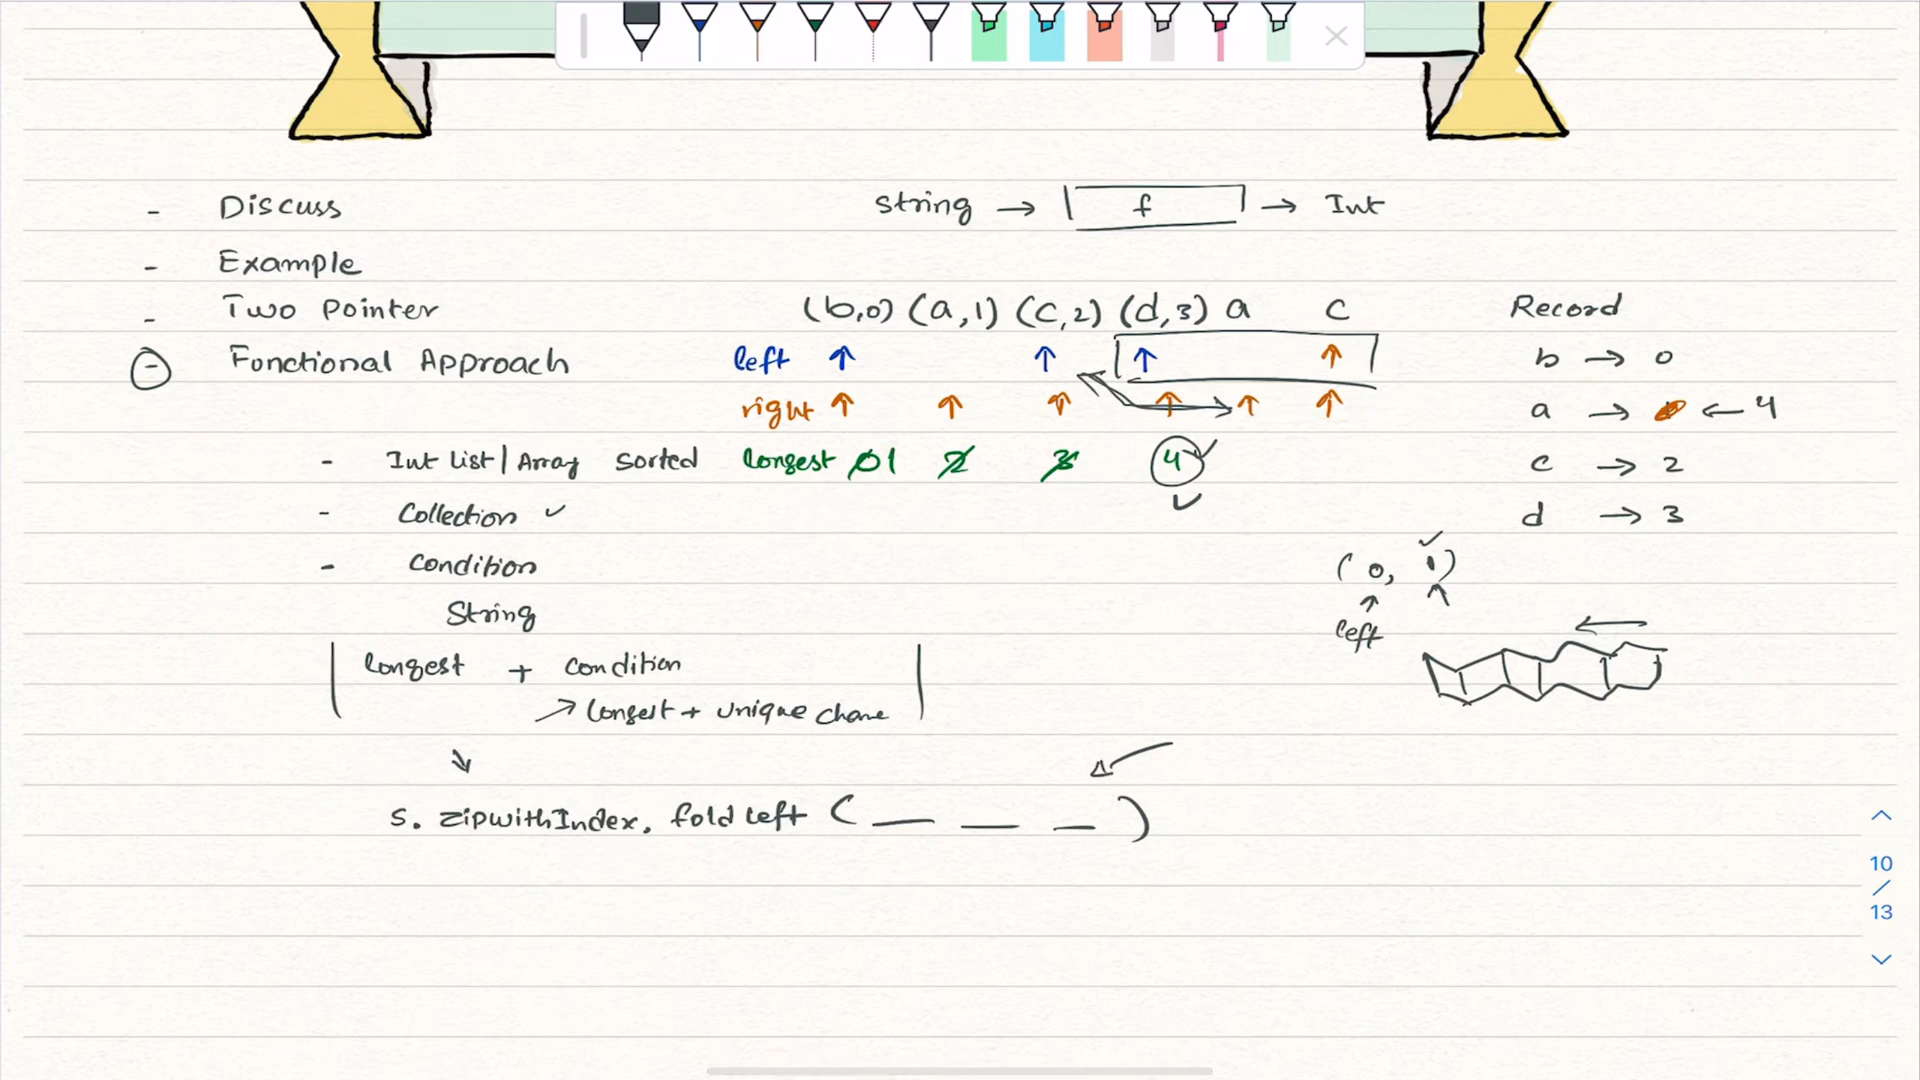 - Discuss
String → f → Int
- Example
- Two Pointer
(b,0) (a,1) (c,2) (d,3) a c
Record
- Functional Approach
left ↑ ↑ ↑ ↑
b → 0
right ↑ ↑ ↑ ↑ ↑ ↑
a → ← 4
- Int List / Array Sorted
longest 0 1 2 3 4 ✓
c → 2
- Collection ✓
✓
d → 3
- Condition
(0, 1)
String
left
longest + condition
→ longest + unique
s. zipwithIndex. fold left ( _ _ _ )
10
/
13